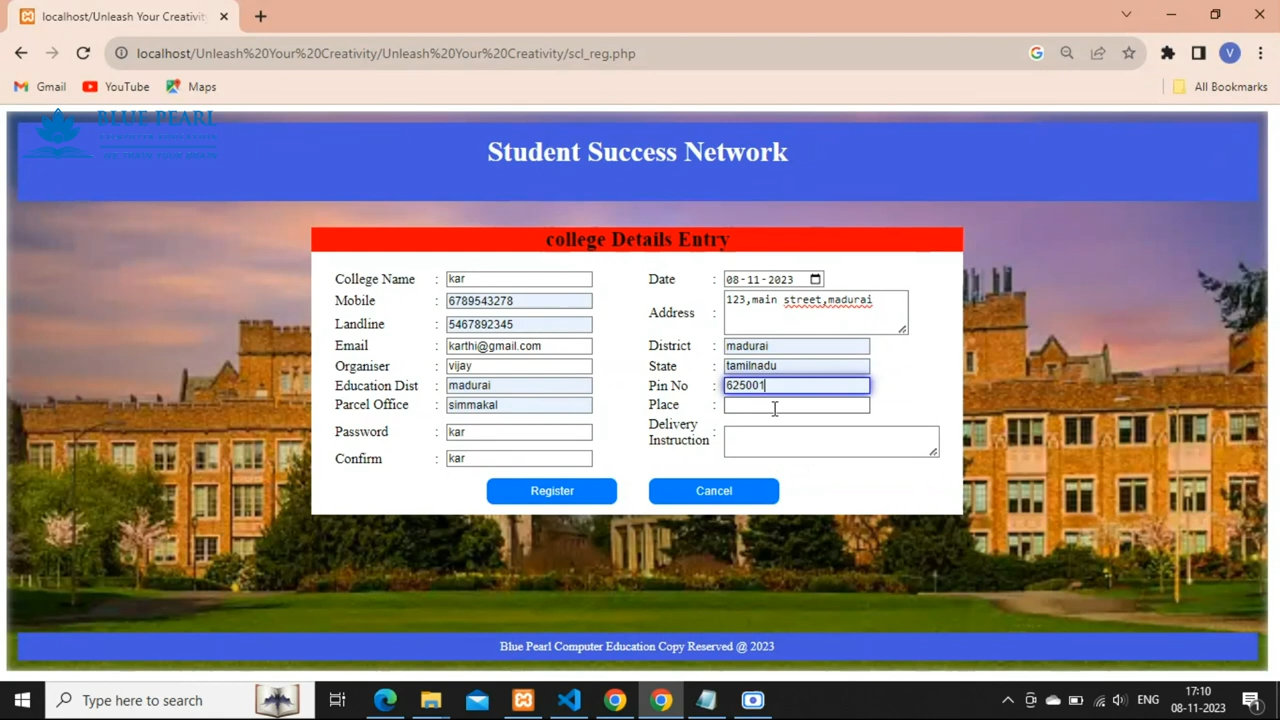 localhost/Unleash Your Creativity
localhost/Unleash%20Your%20Creativity/Unleash%20Your%20Creativity/scl_reg.php
V
Gmail
YouTube
Maps
All Bookmarks
BLUE PEARL
Student Success Network
college Details Entry
College Name : kar
Mobile : 6789543278
Landline : 5467892345
Email : karthi@gmail.com
Organiser : vijay
Education Dist : madurai
Parcel Office : simmakal
Password : kar
Confirm : kar
Date : 08-11-2023
Address : 123,main street,madurai
District : madurai
State : tamilnadu
Pin No : 625001
Place :
Delivery
Instruction :
Register
Cancel
Blue Pearl Computer Education Copy Reserved @ 2023
Type here to search
ENG
17:10
08-11-2023
1